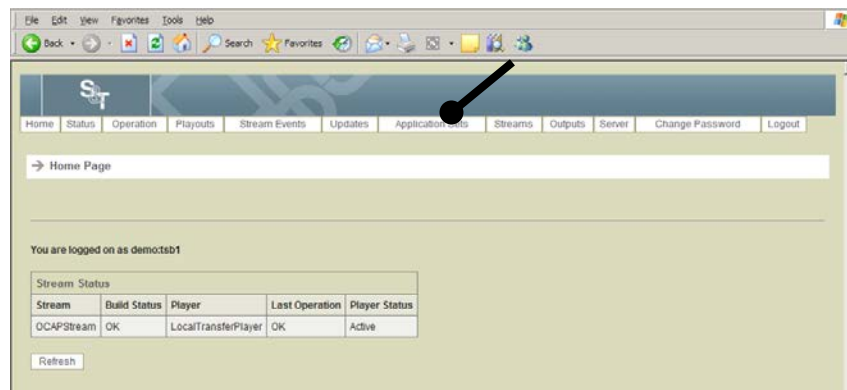 File Edit View Favorites Tools Help
Back Search Favorites
S&T
Home Status Operation Playouts Stream Events Updates Application Sets Streams Outputs Server Change Password Logout
Home Page
You are logged on as demo:tsb1
Stream Status
Stream Build Status Player Last Operation Player Status
OCAPStream OK LocalTransferPlayer OK Active
Refresh